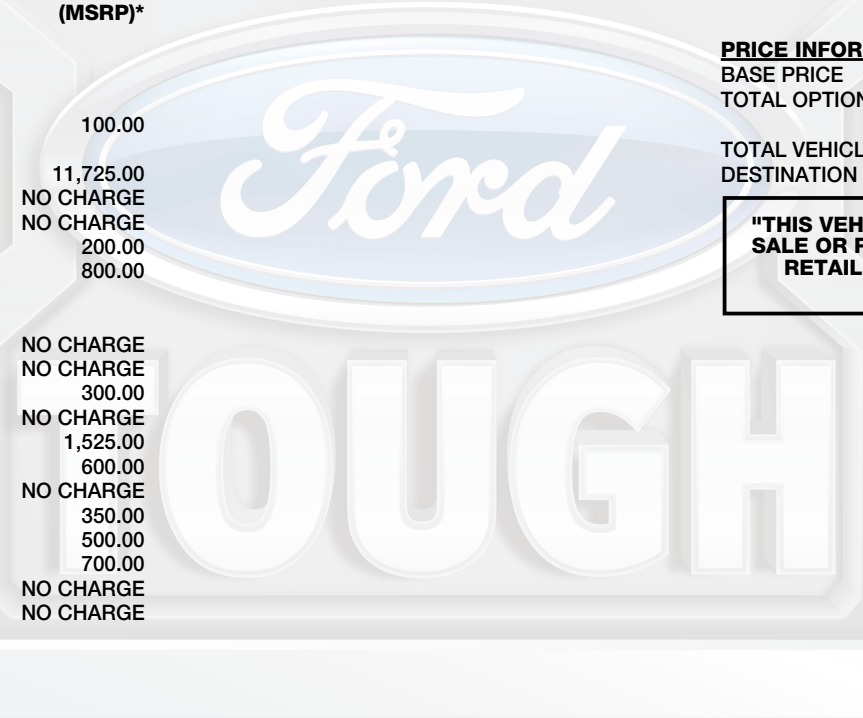 (MSRP)*
100.00
11,725.00
NO CHARGE
NO CHARGE
200.00
800.00
NO CHARGE
NO CHARGE
300.00
NO CHARGE
1,525.00
600.00
NO CHARGE
350.00
500.00
700.00
NO CHARGE
NO CHARGE
PRICE INFOR
BASE PRICE
TOTAL OPTION
TOTAL VEHICL
DESTINATION
"THIS VEH
SALE OR F
RETAIL
Ford
TOUGH